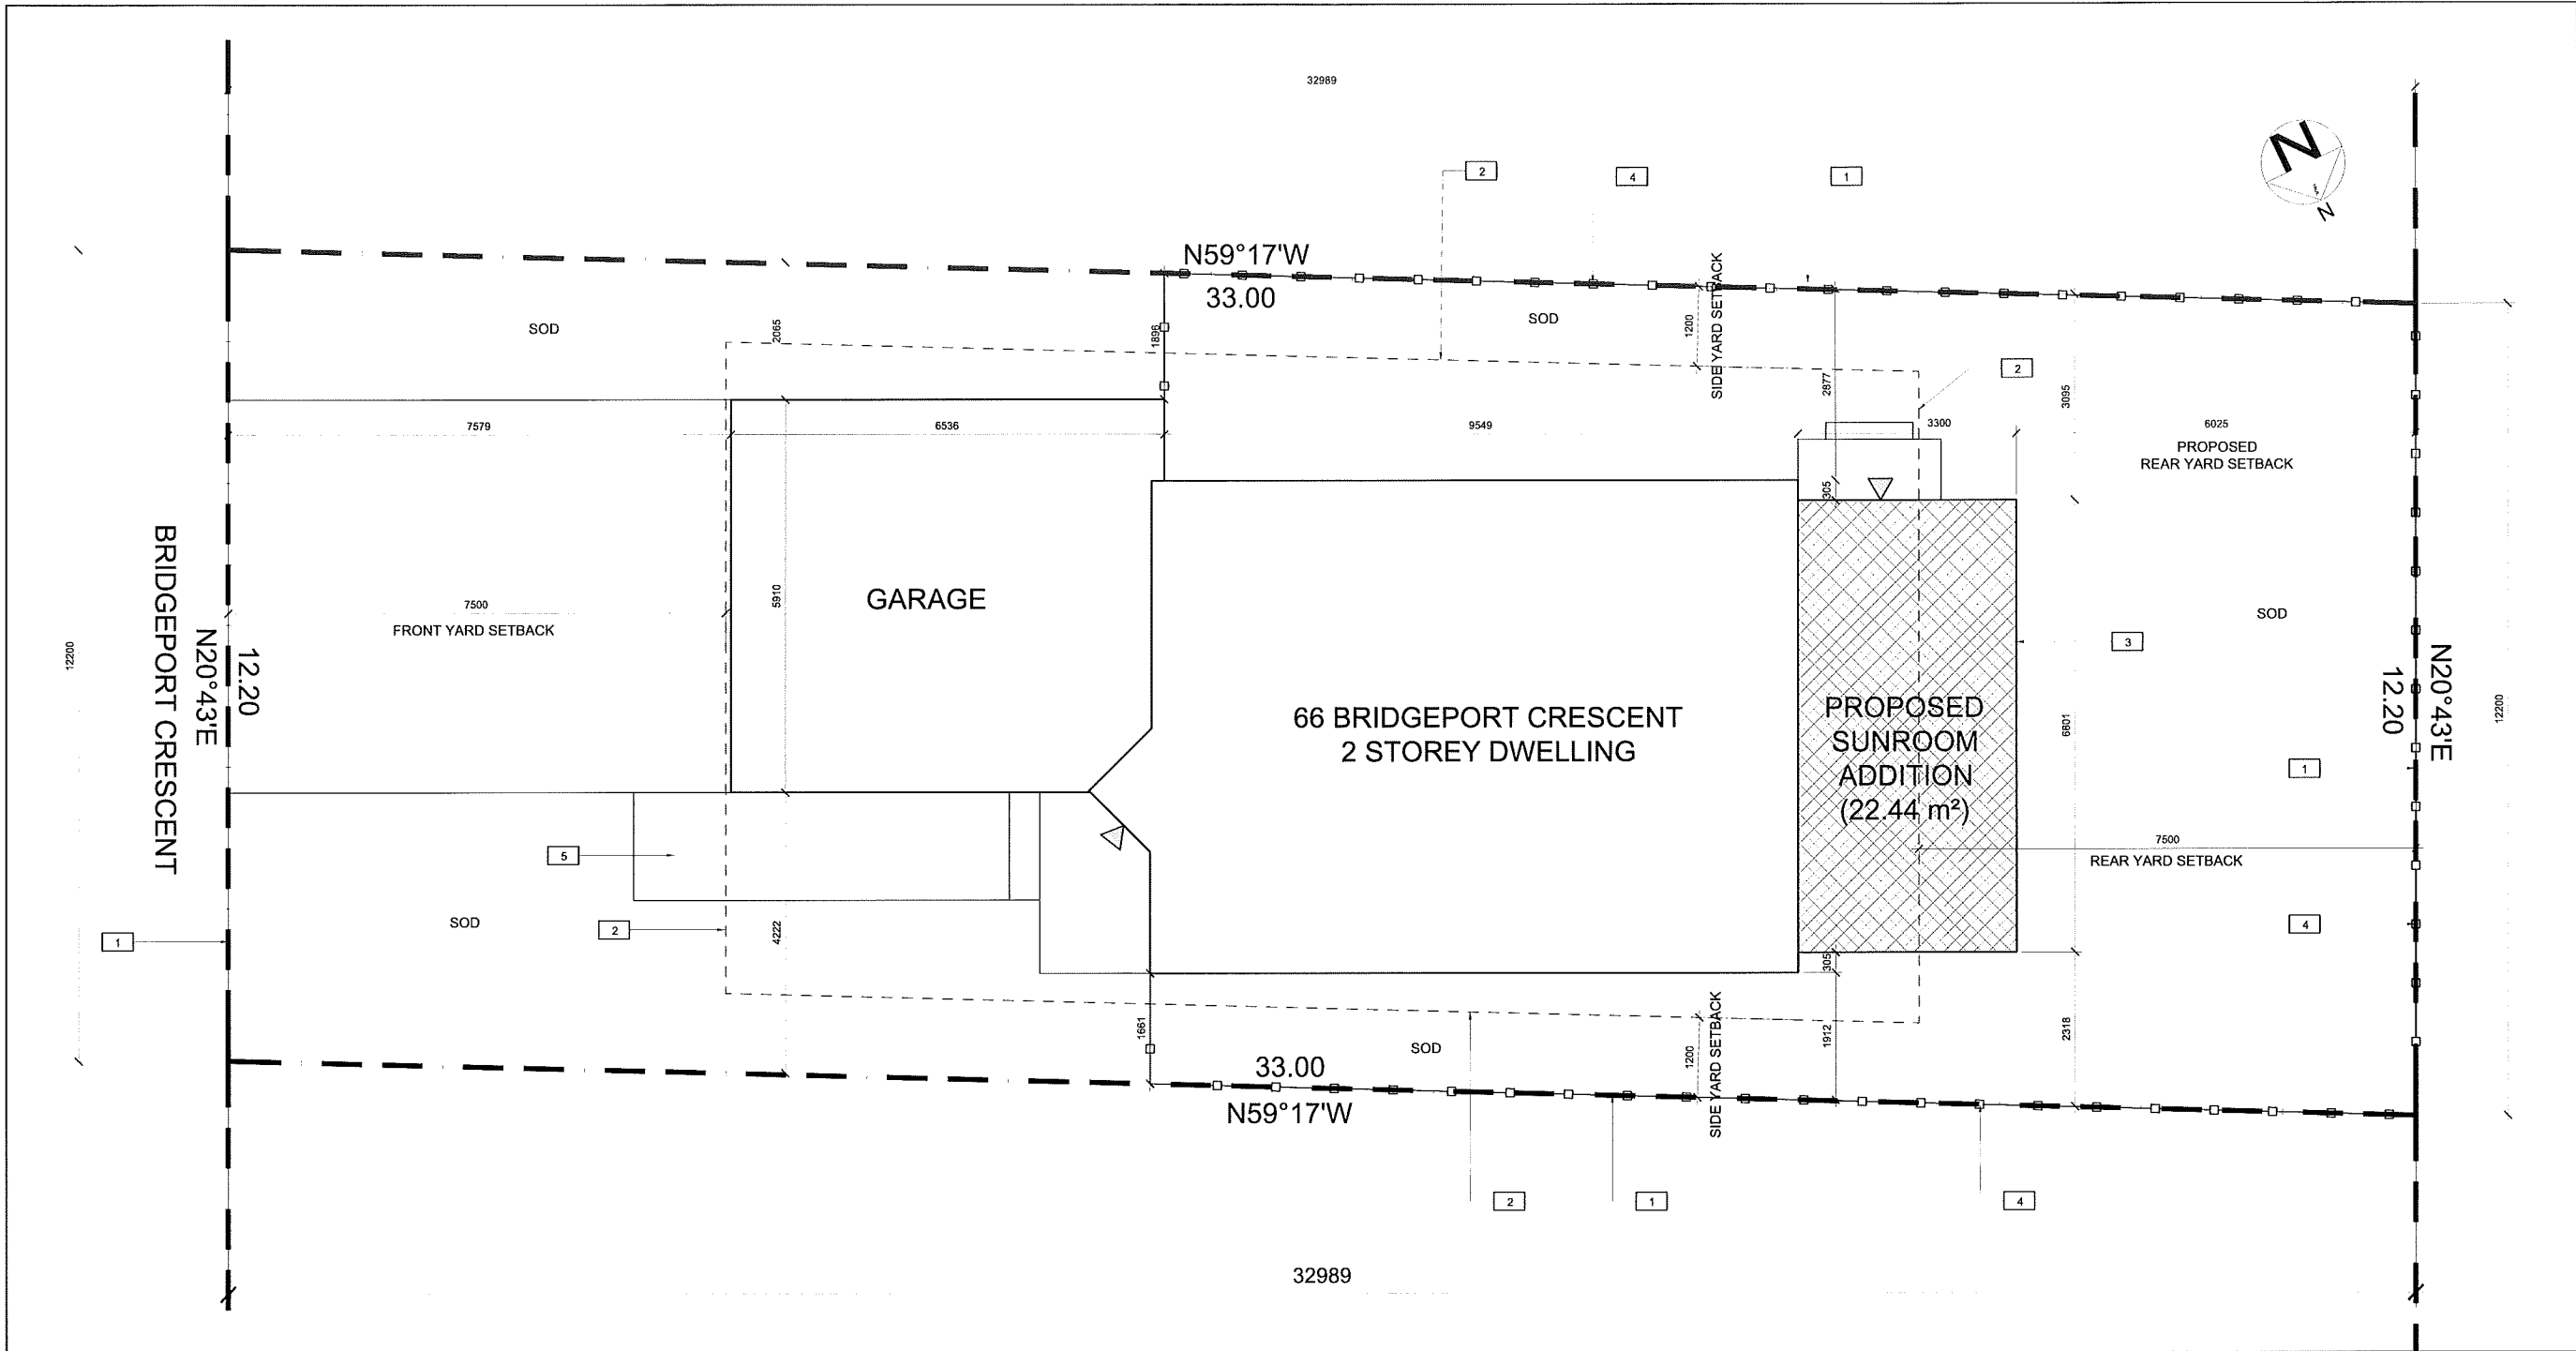 32989
N
N
2
4
1
N59°17'W
33.00
SIDE YARD SETBACK
1200
SOD
SOD
2065
1896
2877
3095
2
7579
6536
9549
3300
6025
PROPOSED
REAR YARD SETBACK
305
BRIDGEPORT CRESCENT
N20°43'E
12.20
12200
7500
FRONT YARD SETBACK
5910
GARAGE
66 BRIDGEPORT CRESCENT
2 STOREY DWELLING
PROPOSED
SUNROOM
ADDITION
(22.44 m²)
3
SOD
6801
N20°43'E
12.20
12200
1
7500
REAR YARD SETBACK
4
5
SOD
2
1
4222
305
1661
SOD
1200
SIDE YARD SETBACK
1912
2318
33.00
N59°17'W
2
1
4
32989